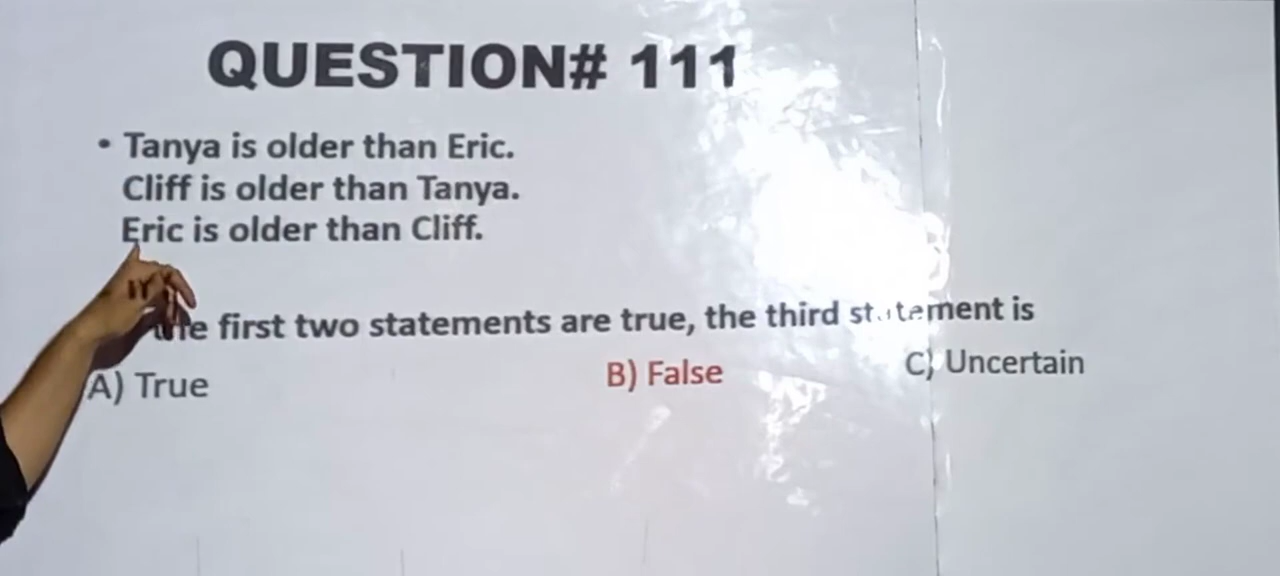 QUESTION# 111
• Tanya is older than Eric.
Cliff is older than Tanya.
Eric is older than Cliff.
first two statements are true, the third statement is
A) True B) False C) Uncertain